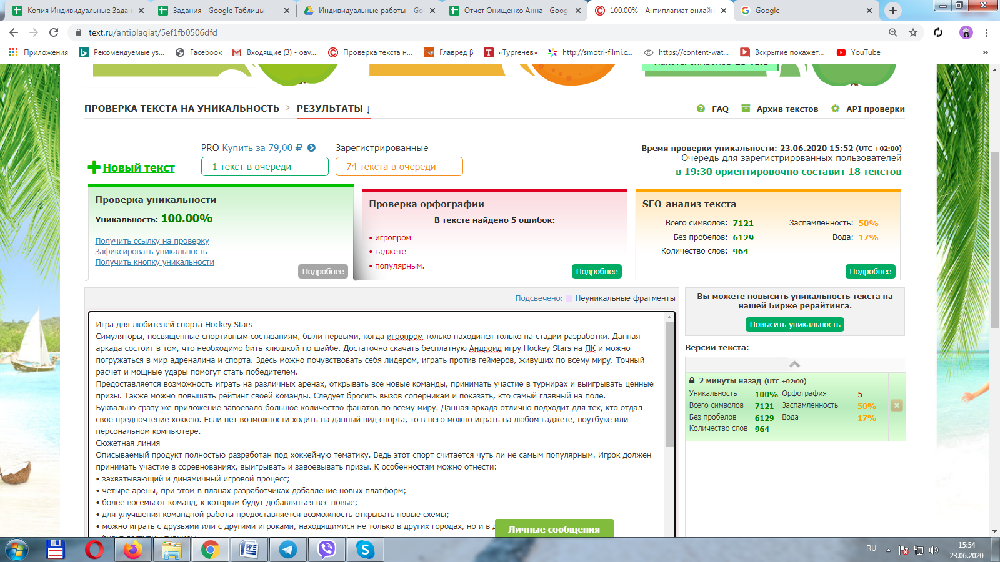 Копия Индивидуальные Задан
Задания - Google Таблицы
Индивидуальные работы – Go
Отчет Онищенко Анна - Googl
100.00% - Антиплагиат онлайн
Google
text.ru/antiplagiat/5ef1fb0506dfd
Приложения
Рекомендуемые уз...
Facebook
Входящие (3) - oav....
Проверка текста н...
Главред β
«Тургенев»
http://smotri-filmi.c...
https://content-wat...
Вскрытие покажет...
YouTube
»
ПРОВЕРКА ТЕКСТА НА УНИКАЛЬНОСТЬ > РЕЗУЛЬТАТЫ ↓
FAQ
Архив текстов
API проверки
Новый текст
PRO Купить за 79,00 ₽
1 текст в очереди
Зарегистрированные
74 текста в очереди
Время проверки уникальности: 23.06.2020 15:52 (UTC +02:00)
Очередь для зарегистрированных пользователей
в 19:30 ориентировочно составит 18 текстов
Проверка уникальности
Уникальность: 100.00%
Получить ссылку на проверку
Зафиксировать уникальность
Получить кнопку уникальности
Подробнее
Проверка орфографии
В тексте найдено 5 ошибок:
• игропром
• гаджете
• популярным.
Подробнее
SEO-анализ текста
Всего символов: 7121
Заспамленность: 50%
Без пробелов: 6129
Вода: 17%
Количество слов: 964
Подробнее
Подсвечено: Неуникальные фрагменты
Игра для любителей спорта Hockey Stars
Симуляторы, посвященные спортивным состязаниям, были первыми, когда игропром только находился только на стадии разработки. Данная
аркада состоит в том, что необходимо бить клюшкой по шайбе. Достаточно скачать бесплатную Андроид игру Hockey Stars на ПК и можно
погружаться в мир адреналина и спорта. Здесь можно почувствовать себя лидером, играть против геймеров, живущих по всему миру. Точный
расчет и мощные удары помогут стать победителем.
Предоставляется возможность играть на различных аренах, открывать все новые команды, принимать участие в турнирах и выигрывать ценные
призы. Также можно повышать рейтинг своей команды. Следует бросить вызов соперникам и показать, кто самый главный на поле.
Буквально сразу же приложение завоевало большое количество фанатов по всему миру. Данная аркада отлично подходит для тех, кто отдал
свое предпочтение хоккею. Если нет возможности ходить на данный вид спорта, то в него можно играть на любом гаджете, ноутбуке или
персональном компьютере.
Сюжетная линия
Описываемый продукт полностью разработан под хоккейную тематику. Ведь этот спорт считается чуть ли не самым популярным. Игрок должен
принимать участие в соревнованиях, выигрывать и завоевывать призы. К особенностям можно отнести:
• захватывающий и динамичный игровой процесс;
• четыре арены, при этом в планах разработчиках добавление новых платформ;
• более восемьсот команд, к которым будут добавляться вес новые;
• для улучшения командной работы предоставляется возможность открывать новые схемы;
• можно играть с друзьями или с другими игроками, находящимися не только в других городах, но и в д
Вы можете повысить уникальность текста на
нашей Бирже рерайтинга.
Повысить уникальность
Версии текста:
2 минуты назад (UTC +02:00)
Уникальность 100% Орфография 5
Всего символов 7121 Заспамленность 50%
Без пробелов 6129 Вода 17%
Количество слов 964
Личные сообщения
RU
15:54
23.06.2020